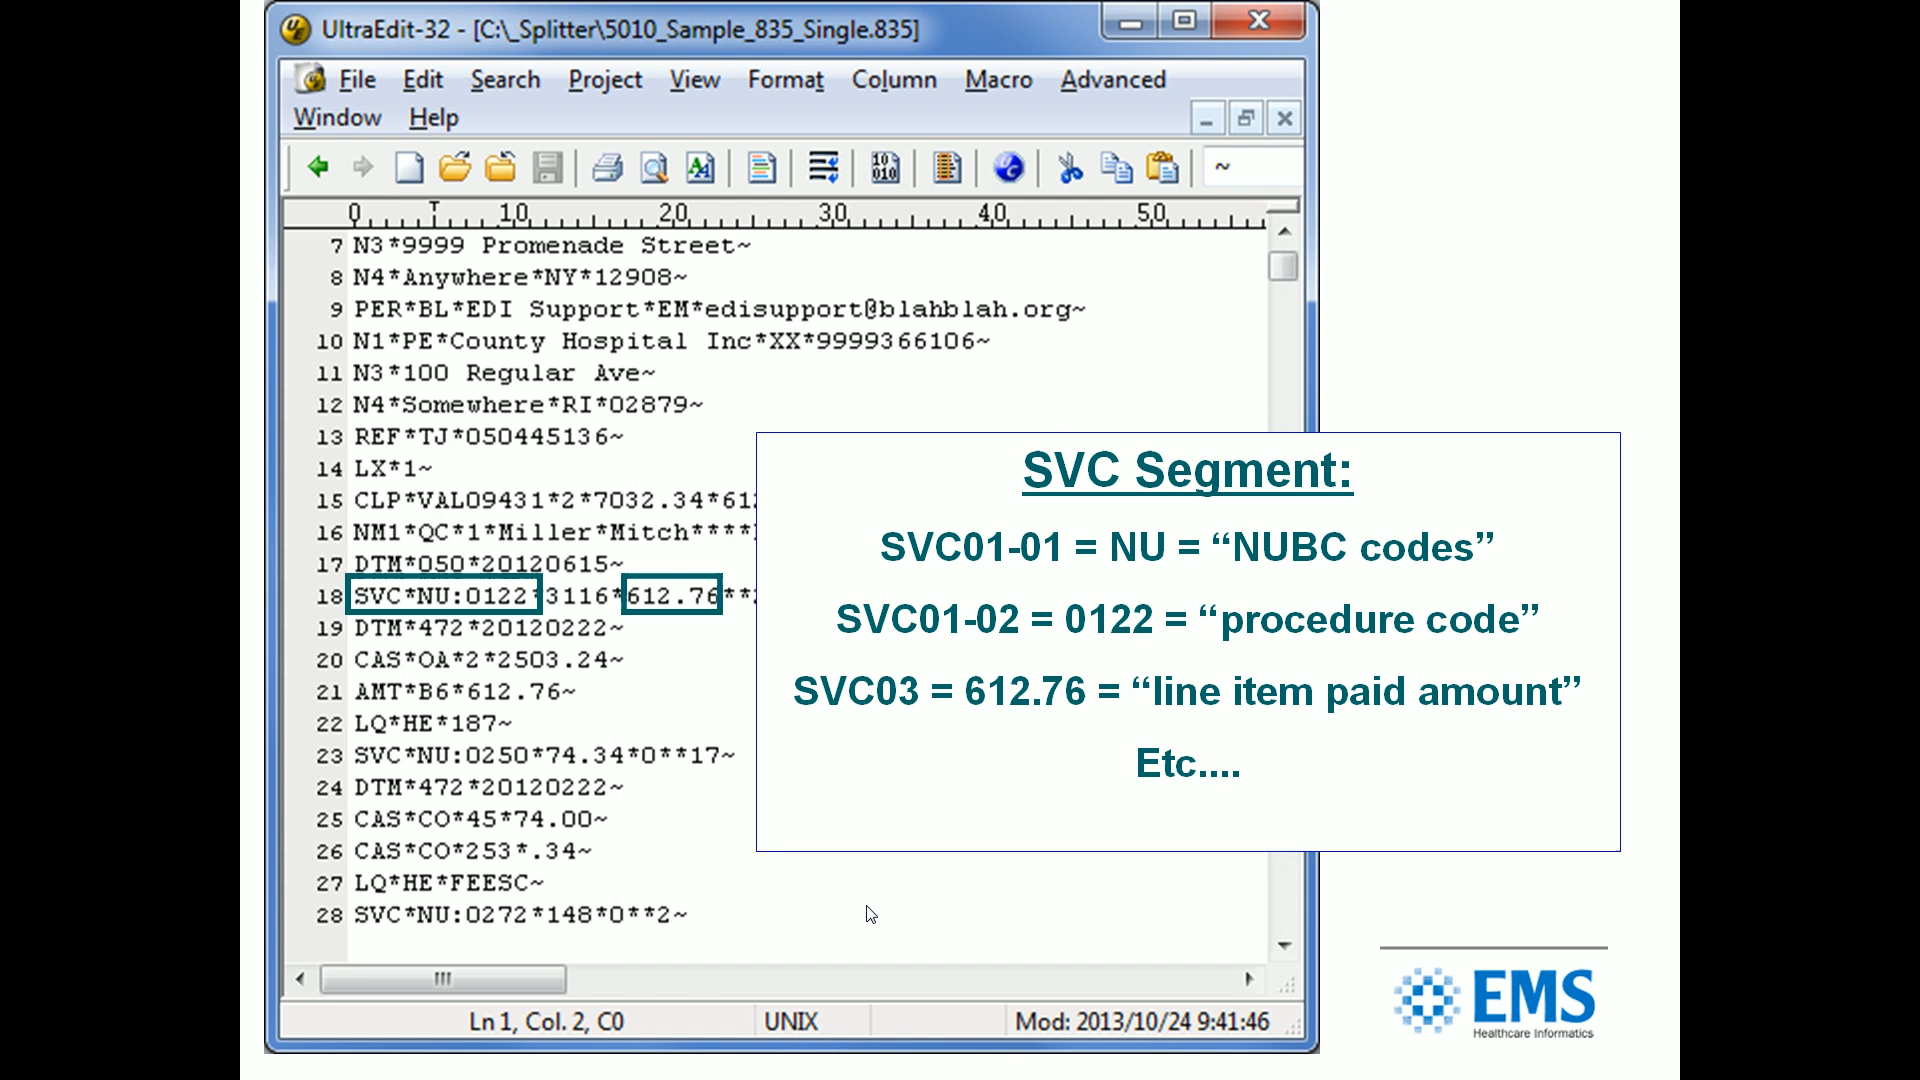 UltraEdit-32 - [C:\_Splitter\5010_Sample_835_Single.835]
File Edit Search Project View Format Column Macro Advanced
Window Help
~
0 T 10 20 30 40 50
7 N3*9999 Promenade Street~
8 N4*Anywhere*NY*12908~
9 PER*BL*EDI Support*EM*edisupport@blahblah.org~
10 N1*PE*County Hospital Inc*XX*9999366106~
11 N3*100 Regular Ave~
12 N4*Somewhere*RI*02879~
13 REF*TJ*050445136~
14 LX*1~
15 CLP*VAL09431*2*7032.34*61
16 NM1*QC*1*Miller*Mitch****
17 DTM*050*20120615~
18 SVC*NU:0122*3116*612.76**
19 DTM*472*20120222~
20 CAS*OA*2*2503.24~
21 AMT*B6*612.76~
22 LQ*HE*187~
23 SVC*NU:0250*74.34*0**17~
24 DTM*472*20120222~
25 CAS*CO*45*74.00~
26 CAS*CO*253*.34~
27 LQ*HE*FEESC~
28 SVC*NU:0272*148*0**2~
SVC Segment:
SVC01-01 = NU = “NUBC codes”
SVC01-02 = 0122 = “procedure code”
SVC03 = 612.76 = “line item paid amount”
Etc....
Ln 1, Col. 2, C0 UNIX Mod: 2013/10/24 9:41:46
EMS
Healthcare Informatics